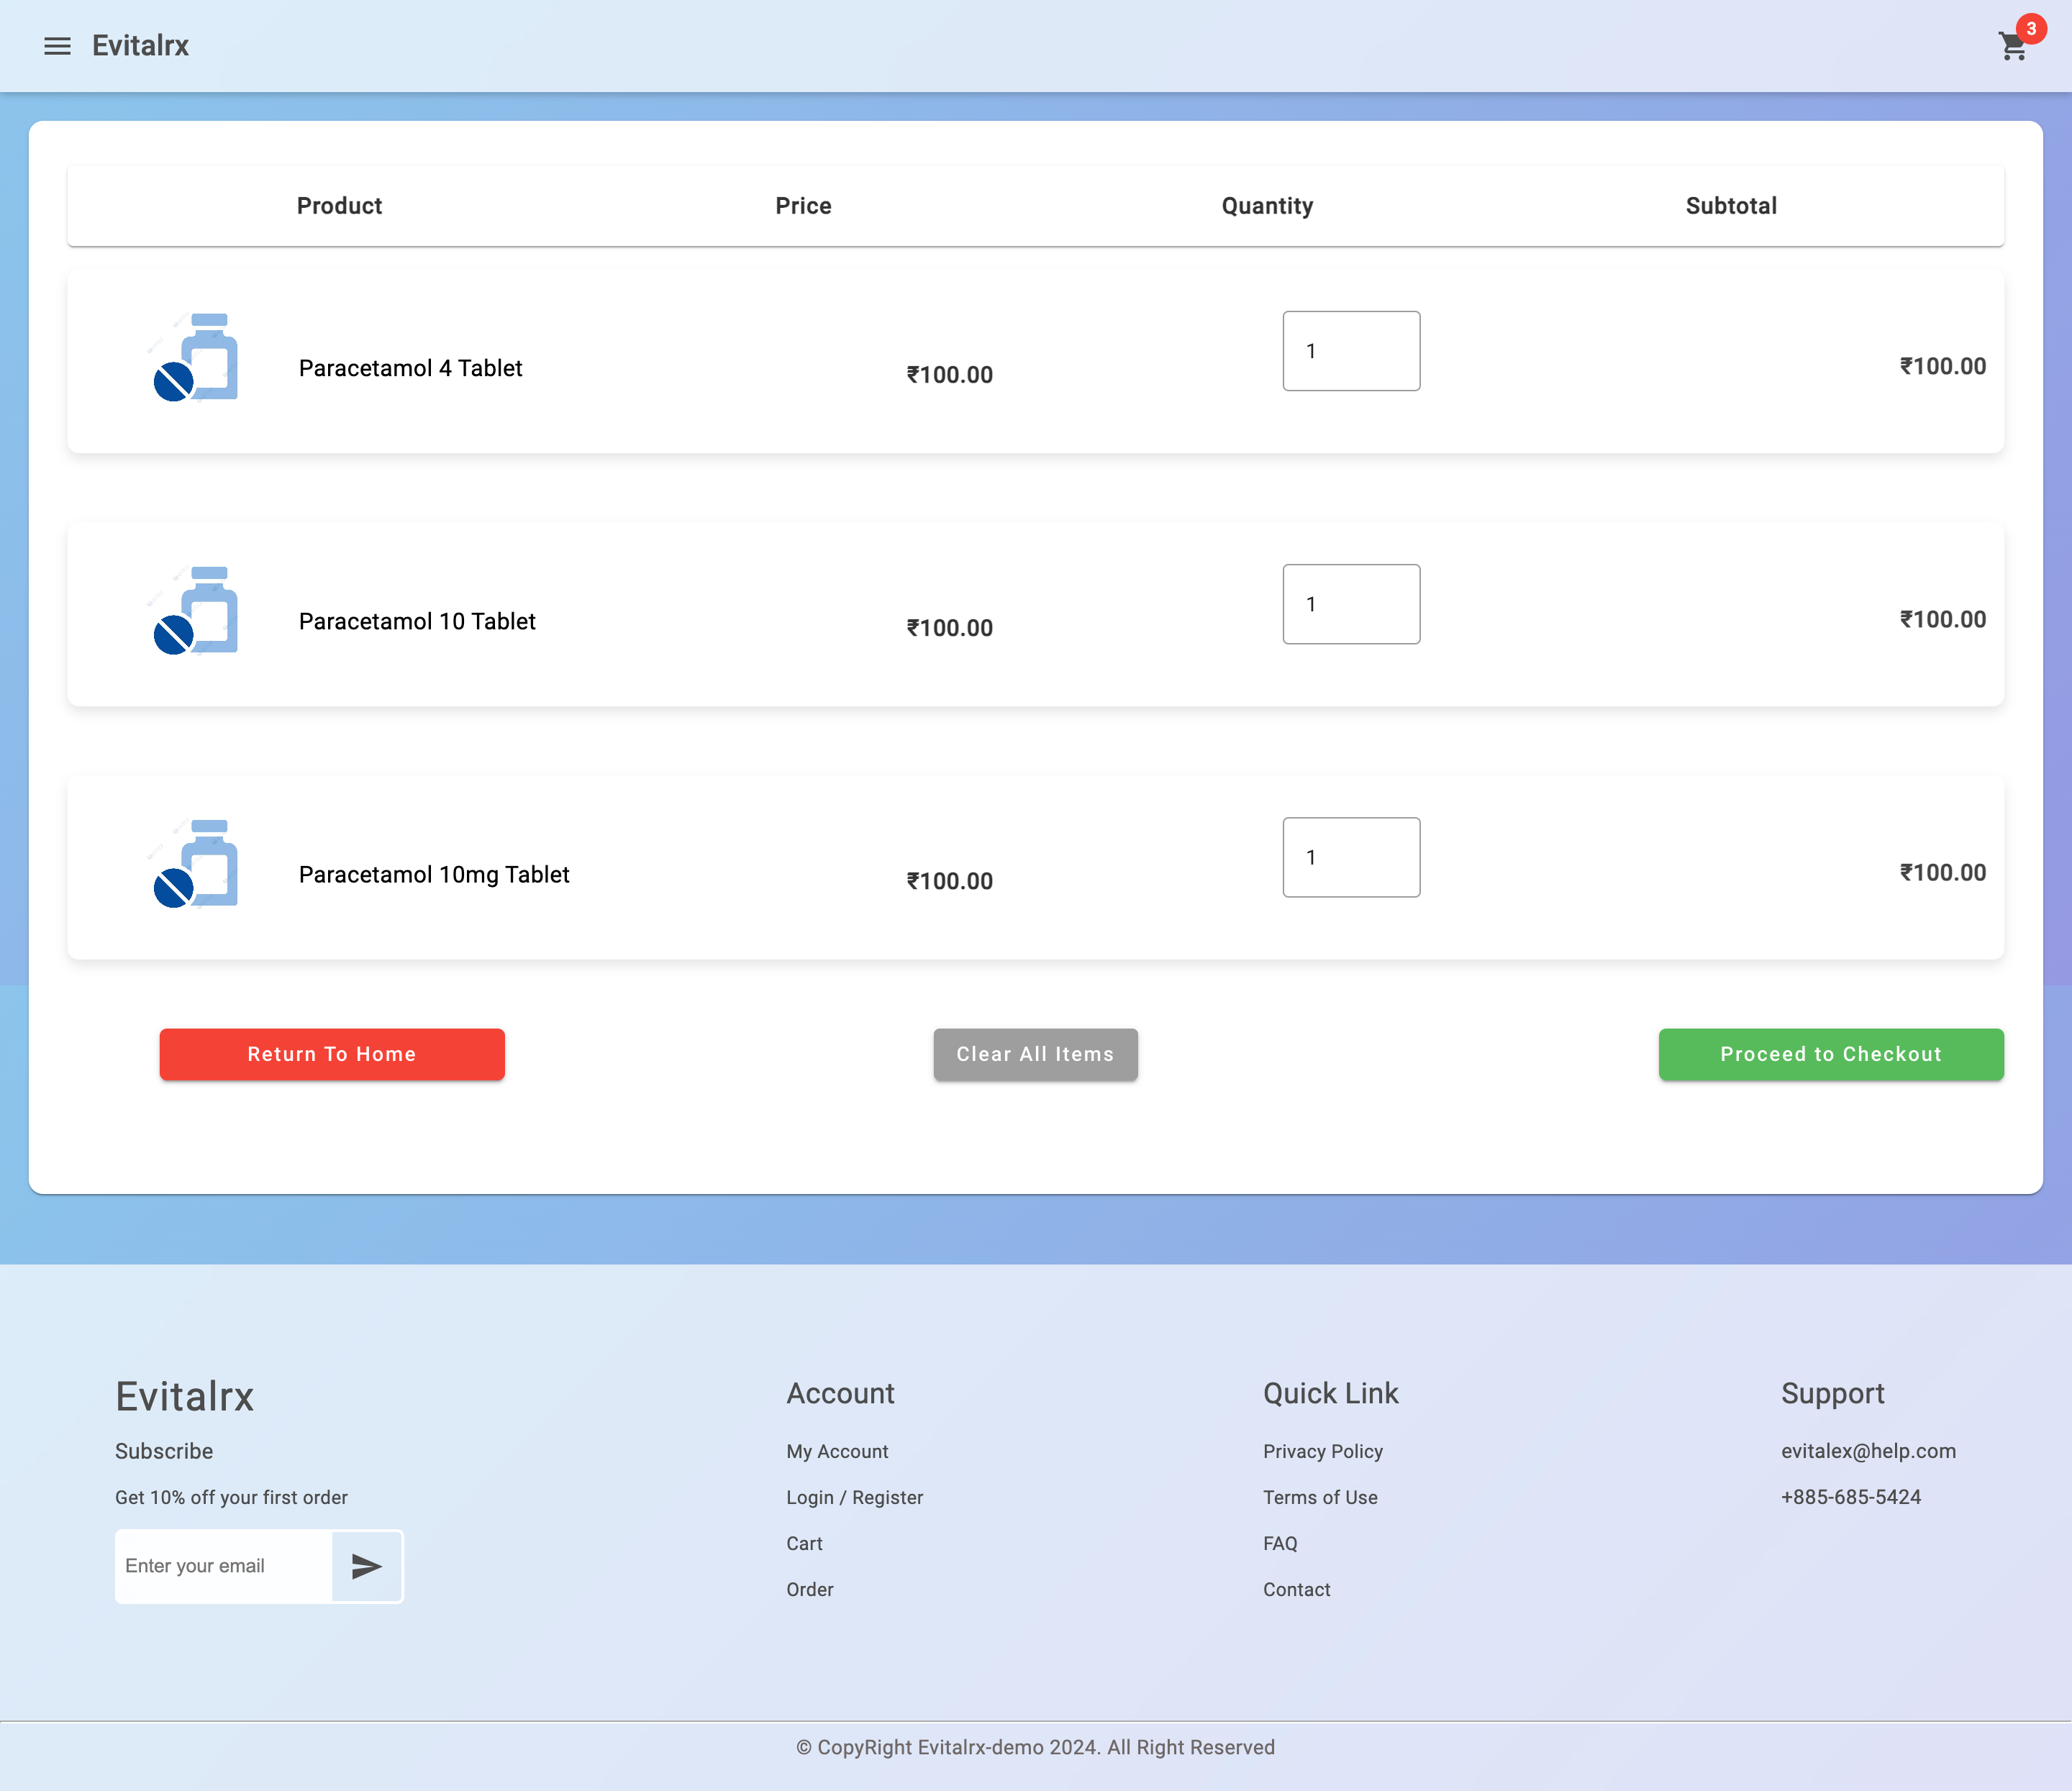 Evitalrx
3
Product Price Quantity Subtotal
Paracetamol 4 Tablet ₹100.00 1 ₹100.00
Paracetamol 10 Tablet ₹100.00 1 ₹100.00
Paracetamol 10mg Tablet ₹100.00 1 ₹100.00
Return To Home Clear All Items Proceed to Checkout
Evitalrx
Subscribe
Get 10% off your first order
Enter your email
Account
My Account
Login / Register
Cart
Order
Quick Link
Privacy Policy
Terms of Use
FAQ
Contact
Support
evitalex@help.com
+885-685-5424
© CopyRight Evitalrx-demo 2024. All Right Reserved